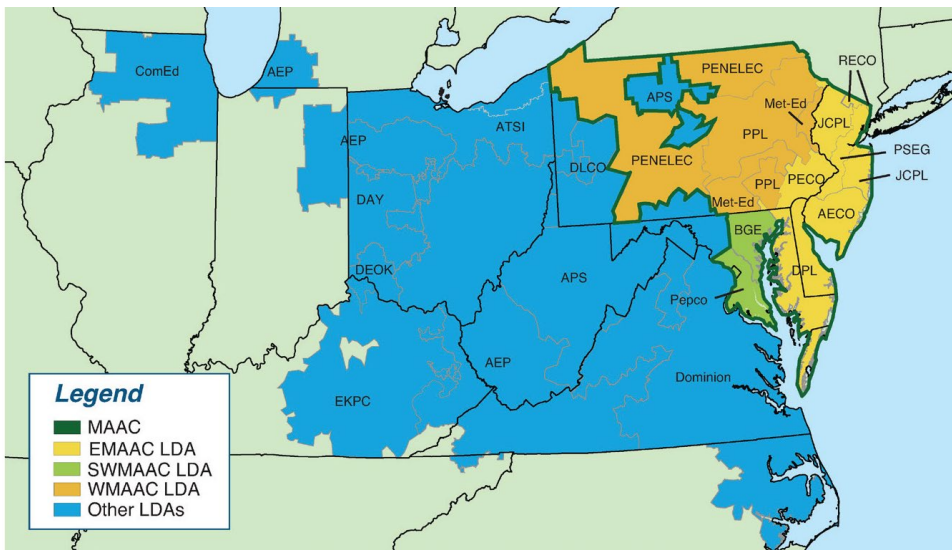 ComEd
AEP
PENELEC
RECO
APS
Met-Ed
JCPL
ATSI
AEP
PPL
PSEG
DLCO
PENELEC
PECO
JCPL
PPL
DAY
Met-Ed
AECO
BGE
DEOK
APS
DPL
Pepco
AEP
Dominion
EKPC
Legend
MAAC
EMAAC LDA
SWMAAC LDA
WMAAC LDA
Other LDAs